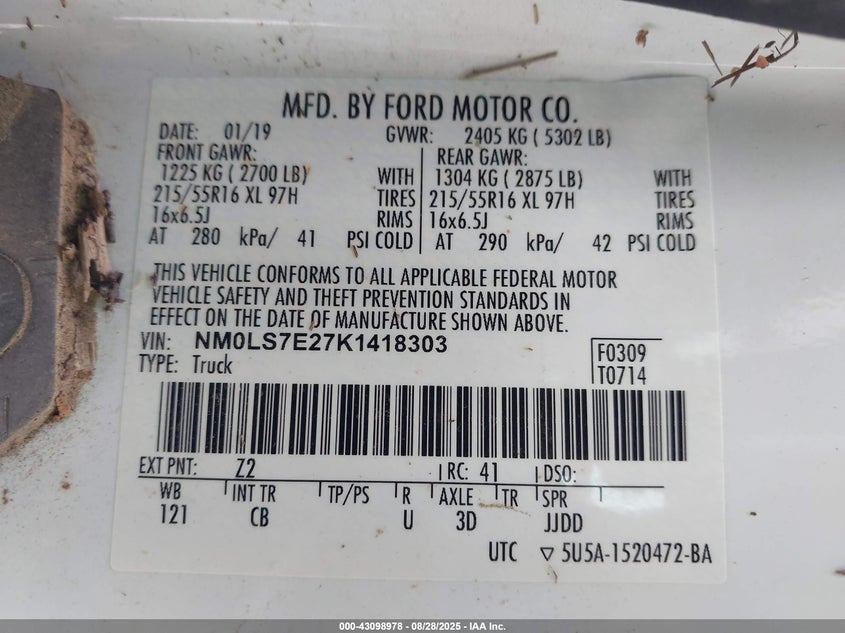 MFD. BY FORD MOTOR CO.
DATE: 01/19 GVWR: 2405 KG ( 5302 LB)
FRONT GAWR: REAR GAWR:
1225 KG ( 2700 LB) WITH 1304 KG ( 2875 LB) WITH
215/55R16 XL 97H TIRES 215/55R16 XL 97H TIRES
16x6.5J RIMS 16x6.5J RIMS
AT 280 kPa/ 41 PSI COLD AT 290 kPa/ 42 PSI COLD
THIS VEHICLE CONFORMS TO ALL APPLICABLE FEDERAL MOTOR
VEHICLE SAFETY AND THEFT PREVENTION STANDARDS IN
EFFECT ON THE DATE OF MANUFACTURE SHOWN ABOVE.
VIN: NM0LS7E27K1418303 F0309
TYPE: Truck T0714
EXT PNT: Z2 RC: 41 DSO:
WB INT TR TP/PS R AXLE TR SPR
121 CB U 3D JJDD
UTC ▽ 5U5A-1520472-BA
000-43098978 - 08/28/2025 - IAA Inc.